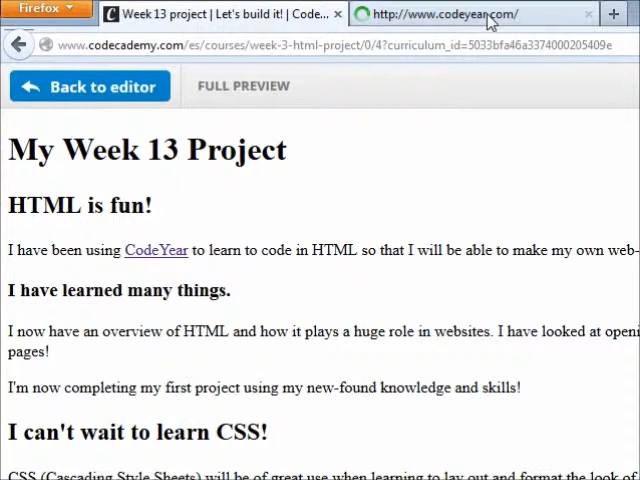 Firefox
Week 13 project | Let's build it! | Code...
http://www.codeyear.com/
www.codecademy.com/es/courses/week-3-html-project/0/4?curriculum_id=5033bfa46a3374000205409e
Back to editor
FULL PREVIEW
My Week 13 Project
HTML is fun!
I have been using CodeYear to learn to code in HTML so that I will be able to make my own web-
I have learned many things.
I now have an overview of HTML and how it plays a huge role in websites. I have looked at openi
pages!
I'm now completing my first project using my new-found knowledge and skills!
I can't wait to learn CSS!
CSS (Cascading Style Sheets) will be of great use when learning to lay out and format the look of